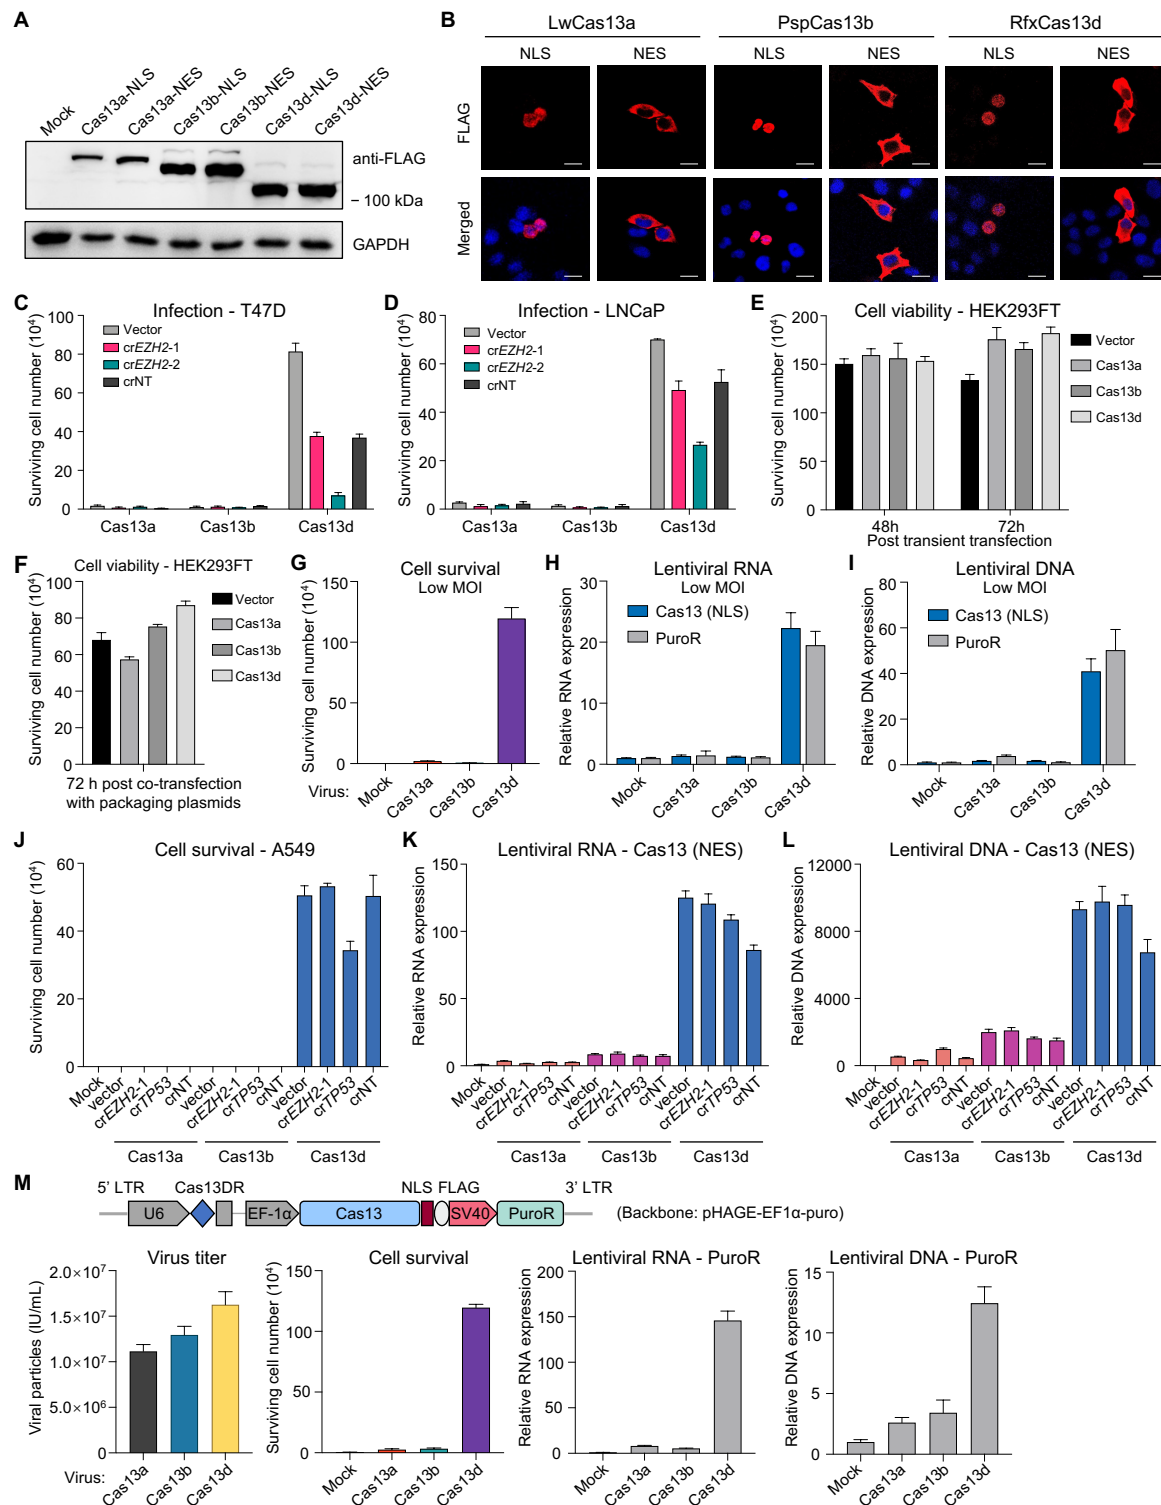 A
Mock
Cas13a-NLS
Cas13a-NES
Cas13b-NLS
Cas13b-NES
Cas13d-NLS
Cas13d-NES
anti-FLAG
– 100 kDa
GAPDH
B
LwCas13a PspCas13b RfxCas13d
NLS NES NLS NES NLS NES
FLAG
Merged
C
Infection - T47D
Surviving cell number (10⁴)
100
80
60
40
20
0
Vector
crEZH2-1
crEZH2-2
crNT
Cas13a Cas13b Cas13d
D
Infection - LNCaP
Surviving cell number (10⁴)
80
60
40
20
0
Vector
crEZH2-1
crEZH2-2
crNT
Cas13a Cas13b Cas13d
E
Cell viability - HEK293FT
Surviving cell number (10⁴)
200
150
100
50
0
Vector
Cas13a
Cas13b
Cas13d
48h 72h
Post transient transfection
F
Cell viability - HEK293FT
Surviving cell number (10⁴)
100
80
60
40
20
0
Vector
Cas13a
Cas13b
Cas13d
72 h post co-transfection
with packaging plasmids
G
Cell survival
Low MOI
Surviving cell number (10⁴)
150
100
50
0
Virus:
Mock Cas13a Cas13b Cas13d
H
Lentiviral RNA
Low MOI
Relative RNA expression
30
20
10
0
Cas13 (NLS)
PuroR
Mock Cas13a Cas13b Cas13d
I
Lentiviral DNA
Low MOI
Relative DNA expression
80
60
40
20
0
Cas13 (NLS)
PuroR
Mock Cas13a Cas13b Cas13d
J
Cell survival - A549
Surviving cell number (10⁴)
60
40
20
0
Mock vector crEZH2-1 crTP53 crNT vector crEZH2-1 crTP53 crNT vector crEZH2-1 crTP53 crNT
Cas13a Cas13b Cas13d
K
Lentiviral RNA - Cas13 (NES)
Relative RNA expression
150
100
50
0
Mock vector crEZH2-1 crTP53 crNT vector crEZH2-1 crTP53 crNT vector crEZH2-1 crTP53 crNT
Cas13a Cas13b Cas13d
L
Lentiviral DNA - Cas13 (NES)
Relative DNA expression
12000
8000
4000
0
Mock vector crEZH2-1 crTP53 crNT vector crEZH2-1 crTP53 crNT vector crEZH2-1 crTP53 crNT
Cas13a Cas13b Cas13d
M
5' LTR Cas13DR NLS FLAG 3' LTR
U6 EF-1α Cas13 SV40 PuroR
(Backbone: pHAGE-EF1α-puro)
Virus titer
Viral particles (IU/mL)
2.0×10⁷
1.5×10⁷
1.0×10⁷
5.0×10⁶
0
Virus:
Cas13a Cas13b Cas13d
Cell survival
Surviving cell number (10⁴)
150
100
50
0
Mock Cas13a Cas13b Cas13d
Lentiviral RNA - PuroR
Relative RNA expression
200
150
100
50
0
Mock Cas13a Cas13b Cas13d
Lentiviral DNA - PuroR
Relative DNA expression
15
10
5
0
Mock Cas13a Cas13b Cas13d